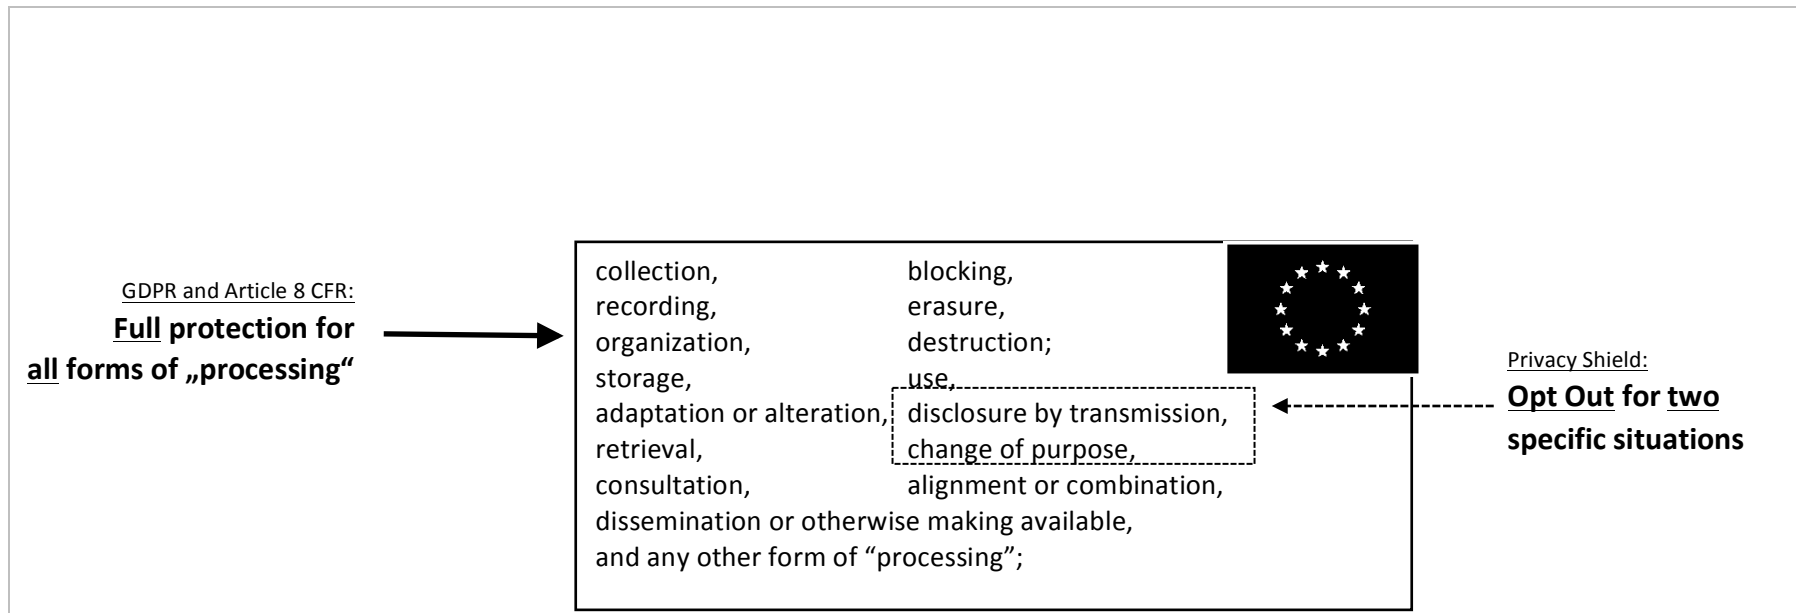 GDPR and Article 8 CFR:
Full protection for
all forms of „processing“
collection,
recording,
organization,
storage,
adaptation or alteration,
retrieval,
consultation,
blocking,
erasure,
destruction;
use,
disclosure by transmission,
change of purpose,
alignment or combination,
dissemination or otherwise making available,
and any other form of “processing”;
Privacy Shield:
Opt Out for two
specific situations